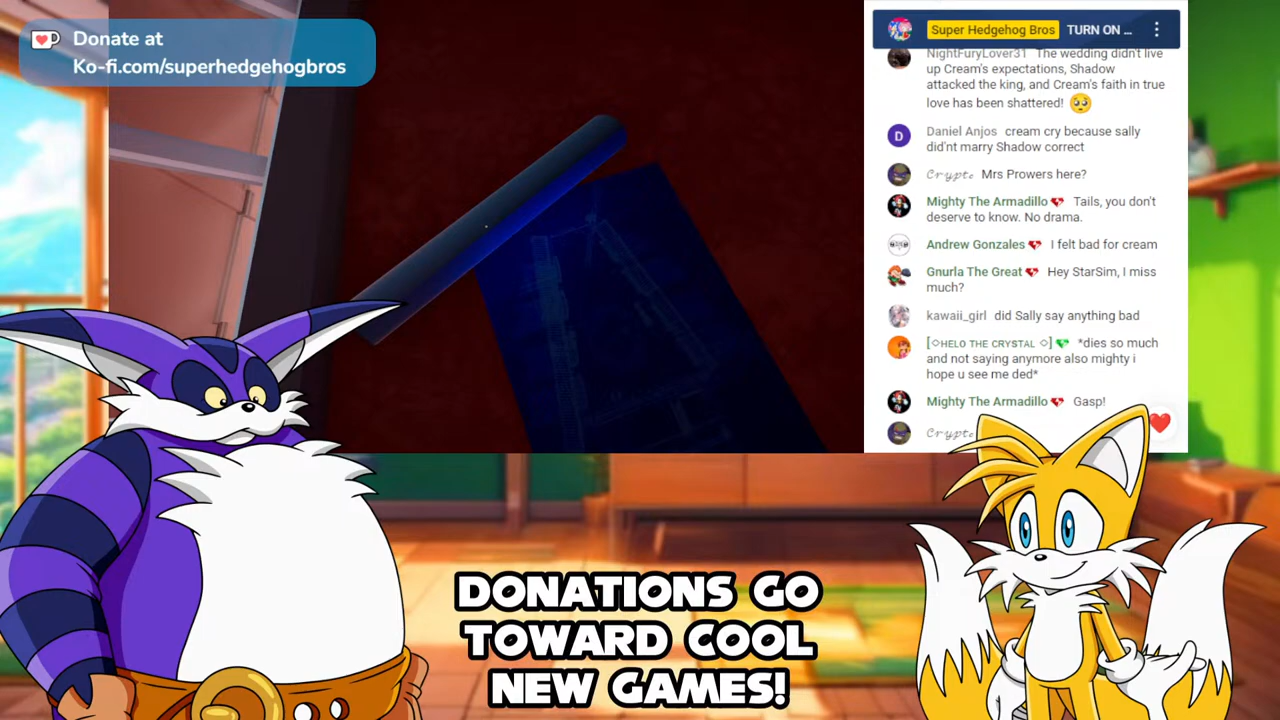 Donate at
Ko-fi.com/superhedgehogbros
Super Hedgehog Bros TURN ON ...
NightFuryLover31 The wedding didn't live
up Cream's expectations, Shadow
attacked the king, and Cream's faith in true
love has been shattered! 🥺
D
Daniel Anjos cream cry because sally
did'nt marry Shadow correct
𝓒𝓻𝔂𝓹𝓽𝓸 Mrs Prowers here?
Mighty The Armadillo Tails, you don't
deserve to know. No drama.
Andrew Gonzales I felt bad for cream
Gnurla The Great Hey StarSim, I miss
much?
kawaii_girl did Sally say anything bad
[◇HELO THE CRYSTAL ◇] *dies so much
and not saying anymore also mighty i
hope u see me ded*
Mighty The Armadillo Gasp!
DONATIONS GO
TOWARD COOL
NEW GAMES!